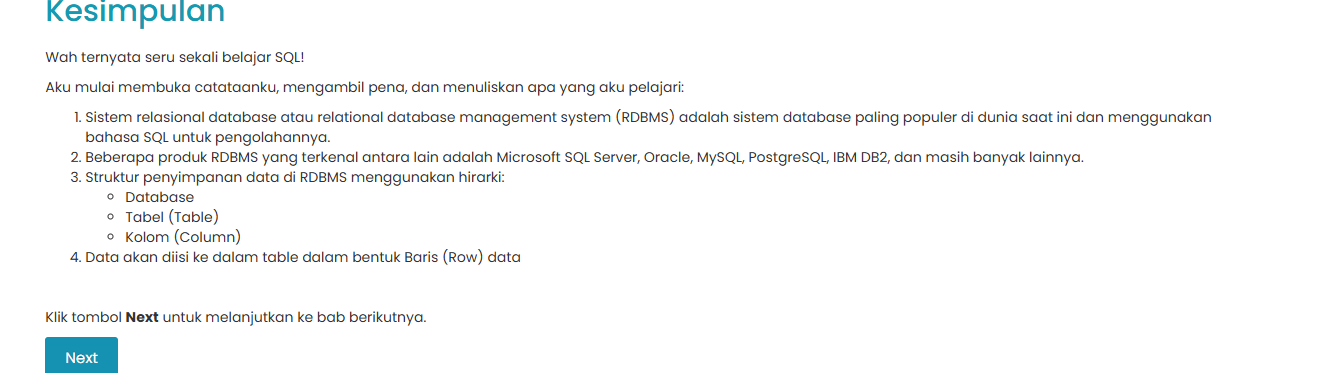 Kesimpulan
Wah ternyata seru sekali belajar SQL!
Aku mulai membuka catataanku, mengambil pena, dan menuliskan apa yang aku pelajari:
1. Sistem relasional database atau relational database management system (RDBMS) adalah sistem database paling populer di dunia saat ini dan menggunakan
bahasa SQL untuk pengolahannya.
2. Beberapa produk RDBMS yang terkenal antara lain adalah Microsoft SQL Server, Oracle, MySQL, PostgreSQL, IBM DB2, dan masih banyak lainnya.
3. Struktur penyimpanan data di RDBMS menggunakan hirarki:
◦ Database
◦ Tabel (Table)
◦ Kolom (Column)
4. Data akan diisi ke dalam table dalam bentuk Baris (Row) data
Klik tombol Next untuk melanjutkan ke bab berikutnya.
Next